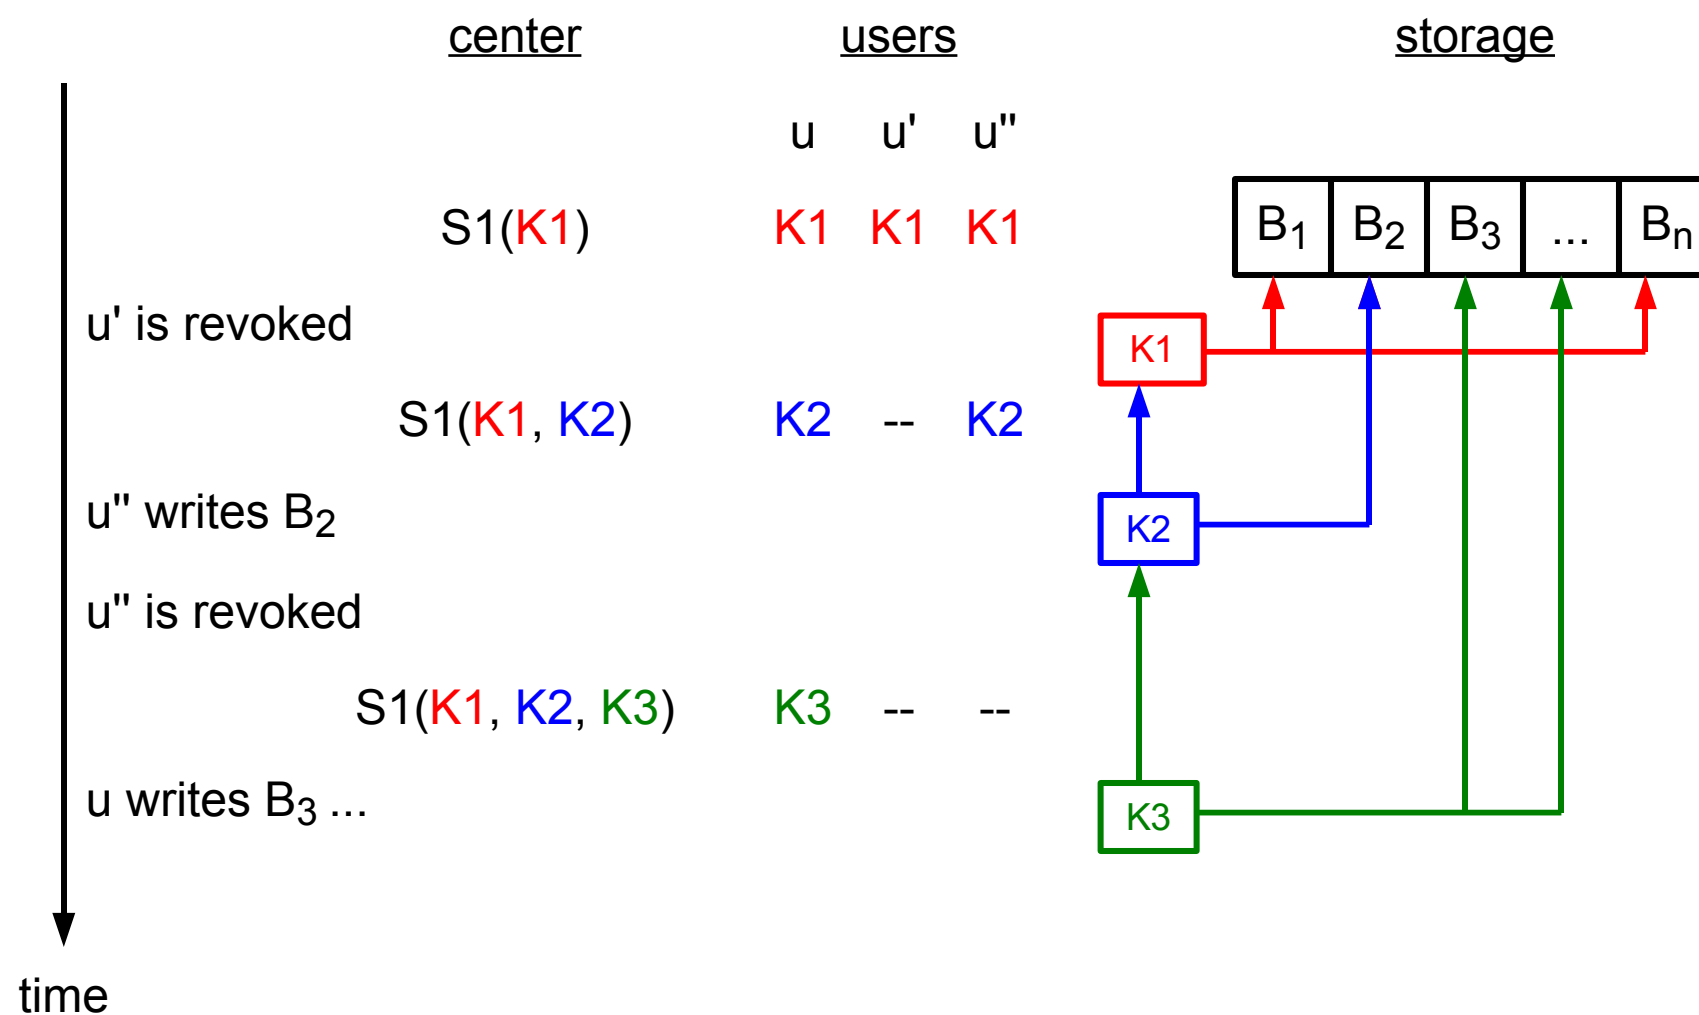 center users storage
u u' u''
S1(K1) K1 K1 K1 B1 B2 B3 ... Bn
u' is revoked K1
S1(K1, K2) K2 -- K2
u'' writes B2 K2
u'' is revoked
S1(K1, K2, K3) K3 -- --
u writes B3 ... K3
time